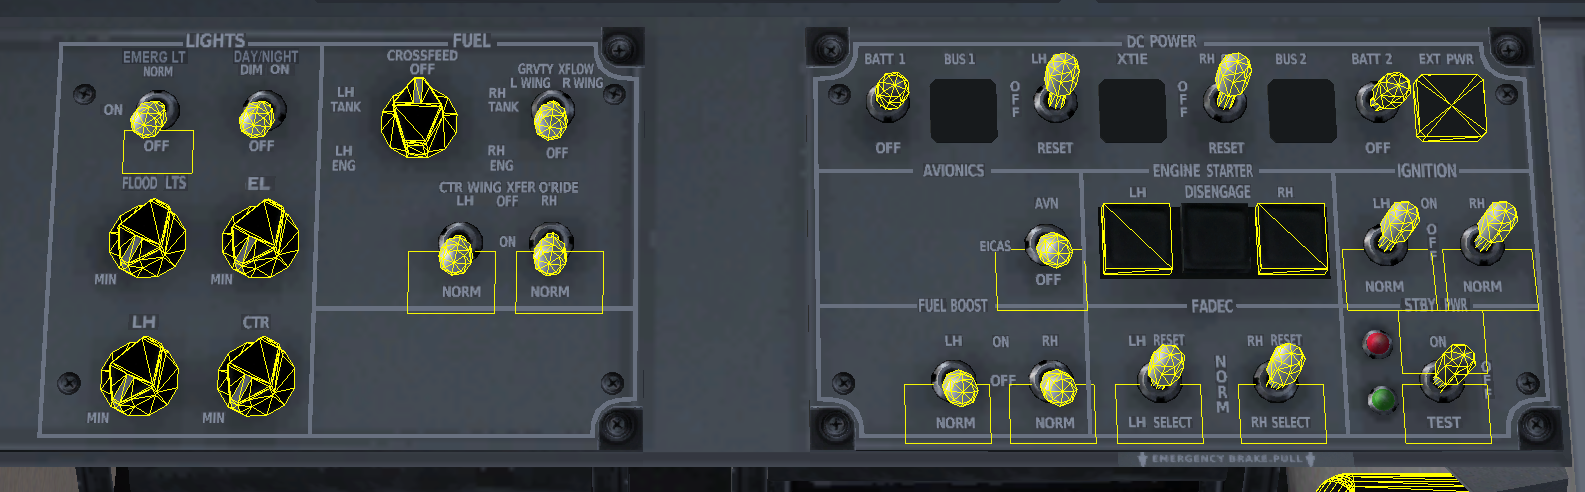 LIGHTS
EMERG LT
NORM
DAY/NIGHT
DIM ON
ON
OFF
OFF
FLOOD LTS
EL
MIN
MIN
LH
CTR
MIN
MIN
FUEL
CROSSFEED
OFF
GRVTY XFLOW
L WING R WING
LH
TANK
RH
TANK
LH
ENG
RH
ENG
OFF
CTR WING XFER O'RIDE
LH OFF RH
ON
NORM
NORM
DC POWER
BATT 1
BUS 1
LH
XTIE
RH
BUS 2
BATT 2
EXT PWR
OFF
OFF
OFF
RESET
RESET
OFF
AVIONICS
AVN
EICAS
OFF
ENGINE STARTER
LH DISENGAGE RH
IGNITION
LH ON RH
OFF
NORM
NORM
FUEL BOOST
LH ON RH
OFF
NORM
NORM
FADEC
LH RESET
RH RESET
NORM
LH SELECT
RH SELECT
STBY PWR
ON
OFF
TEST
EMERGENCY BRAKE-PULL